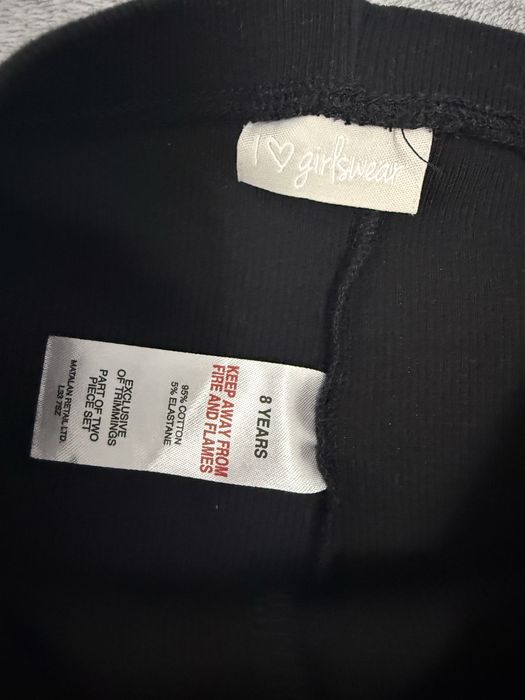 I ♡ girlswear
8 YEARS
KEEP AWAY FROM
FIRE AND FLAMES
95% COTTON
5% ELASTANE
EXCLUSIVE
OF TRIMMINGS
PART OF TWO
PIECE SET!
MATALAN RETAIL LTD.
L33 7SZ